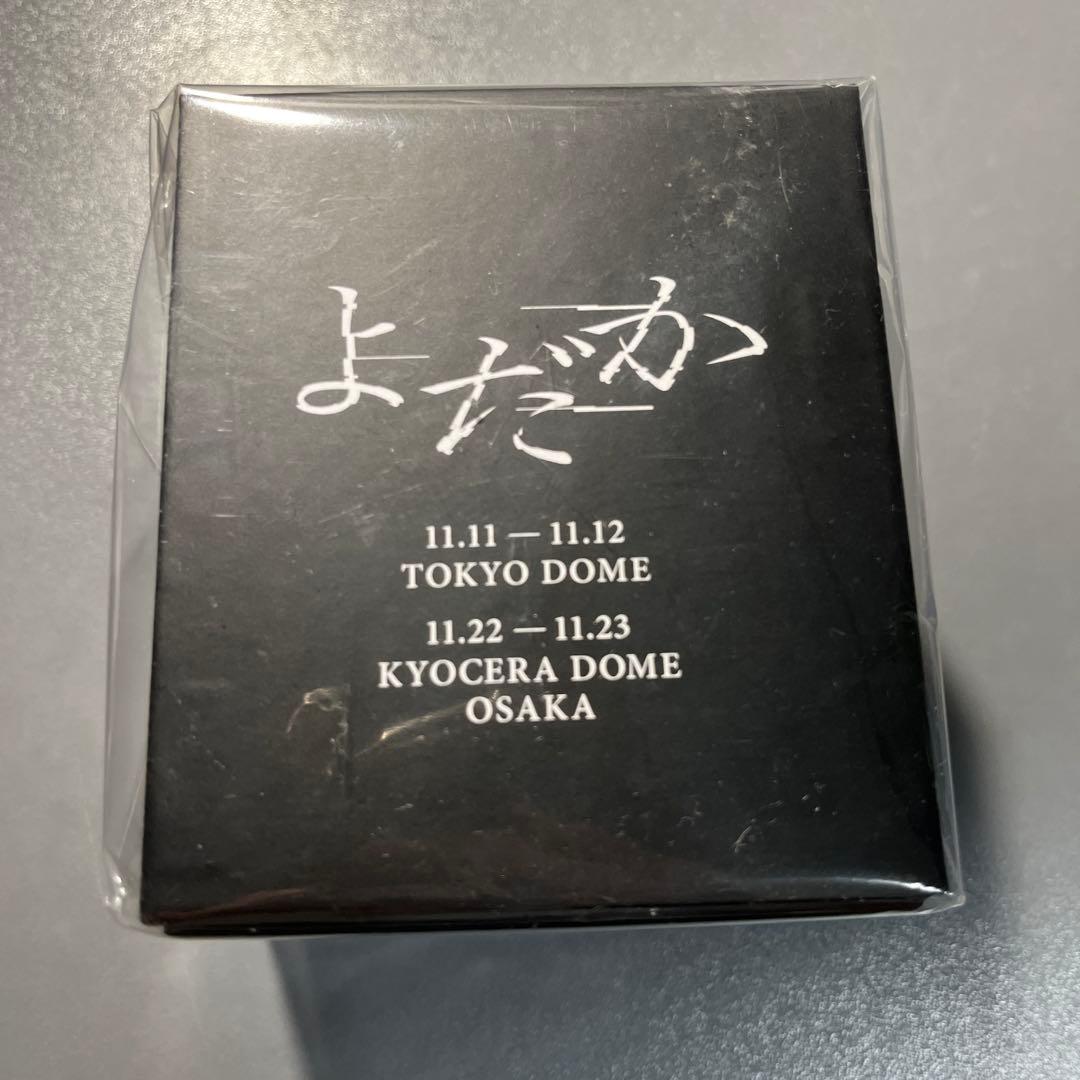 よだか
11.11 — 11.12
TOKYO DOME
11.22 — 11.23
KYOCERA DOME
OSAKA